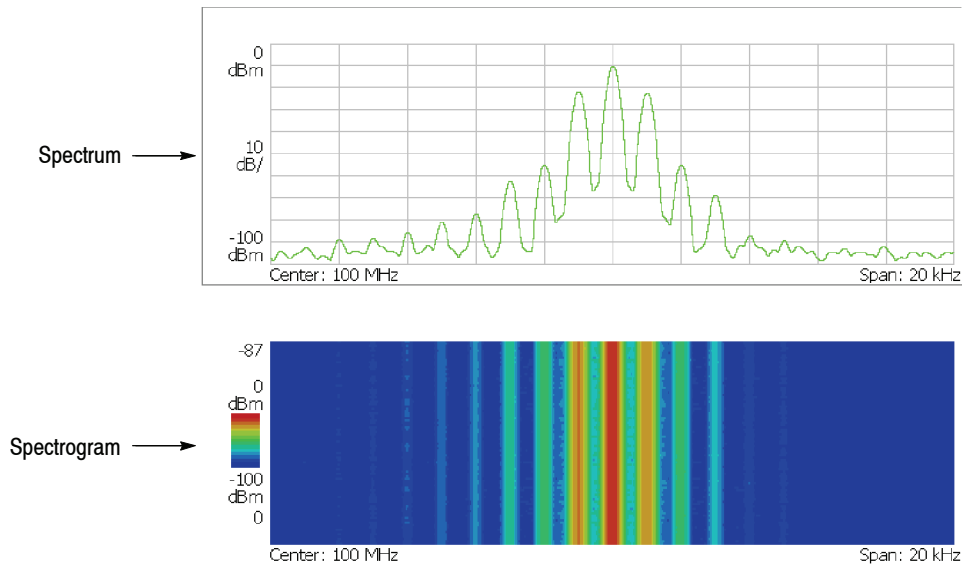 0
dBm
Spectrum
10
dB/
-100
dBm
Center: 100 MHz
Span: 20 kHz
-87
0
dBm
Spectrogram
-100
dBm
0
Center: 100 MHz
Span: 20 kHz